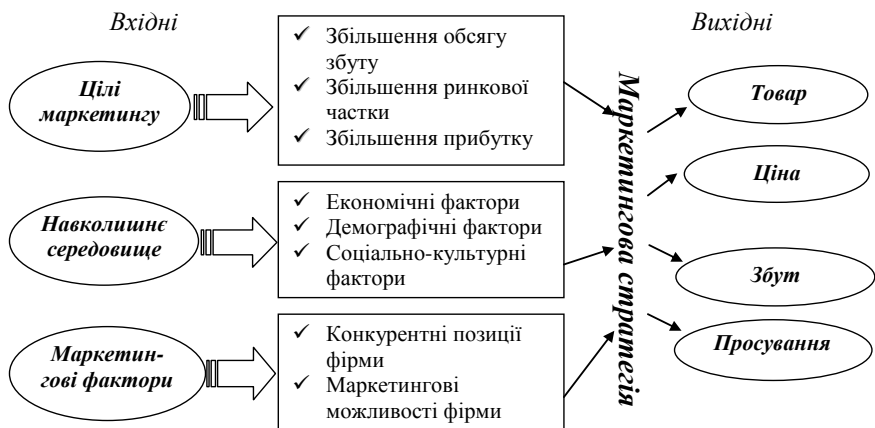 Вхідні
Вихідні
Цілі
маркетингу
✓ Збільшення обсягу
збуту
✓ Збільшення ринкової
частки
✓ Збільшення прибутку
Навколишнє
середовище
✓ Економічні фактори
✓ Демографічні фактори
✓ Соціально-культурні
фактори
Маркетин-
гові фактори
✓ Конкурентні позиції
фірми
✓ Маркетингові
можливості фірми
Маркетингова стратегія
Товар
Ціна
Збут
Просування